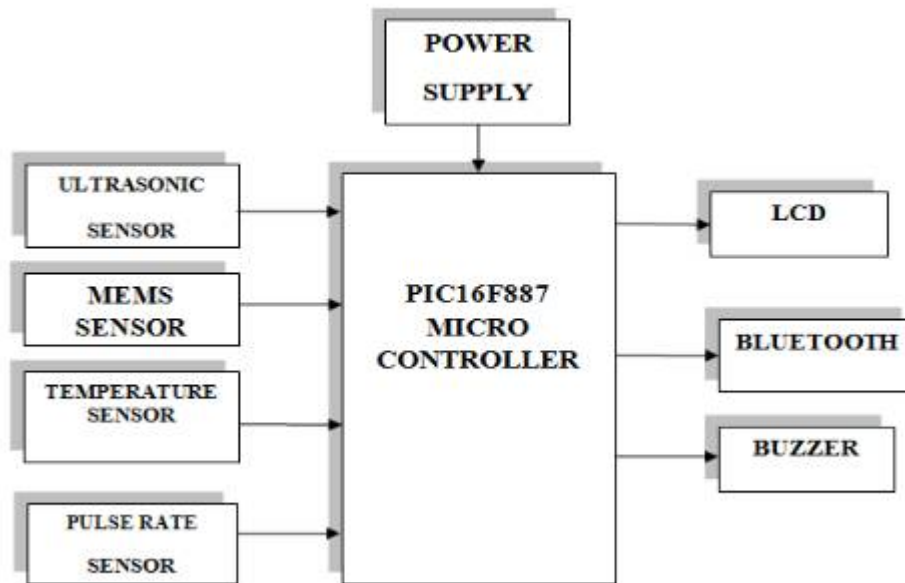 POWER
SUPPLY
ULTRASONIC
SENSOR
MEMS
SENSOR
TEMPERATURE
SENSOR
PULSE RATE
SENSOR
PIC16F887
MICRO
CONTROLLER
LCD
BLUETOOTH
BUZZER